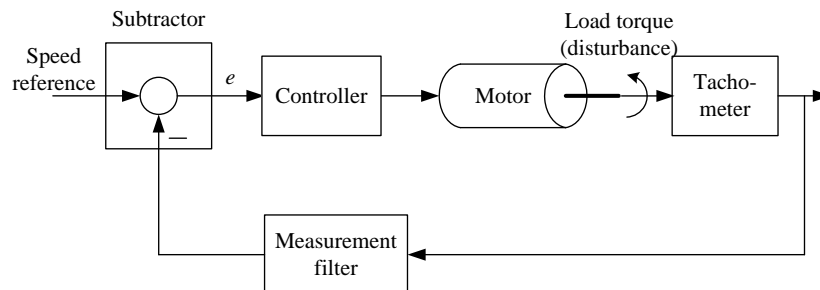 Subtractor
Load torque
(disturbance)
Speed
reference
e
Controller
Motor
Tacho-
meter
—
Measurement
filter